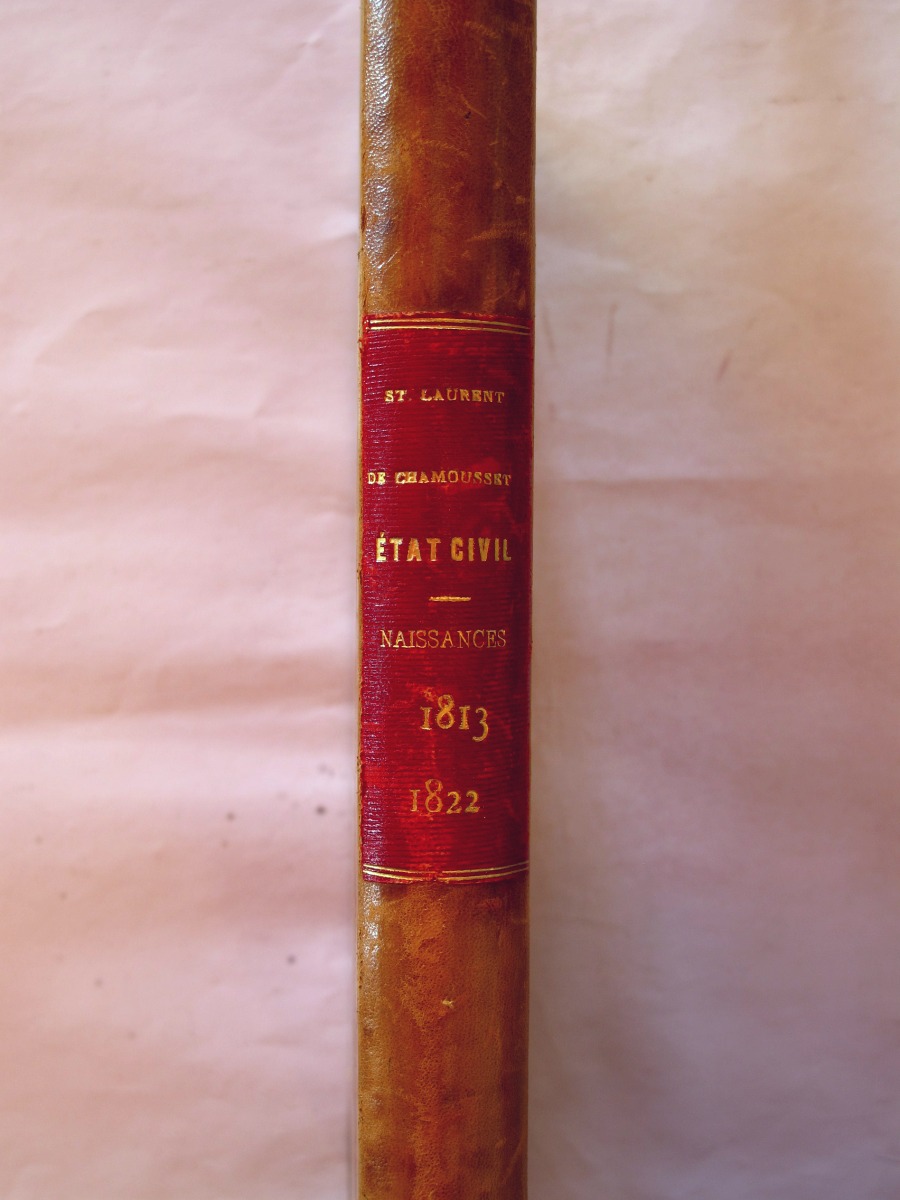 ST. LAURENT
DE CHAMOUSSET
ÉTAT CIVIL
NAISSANCES
1813
1822